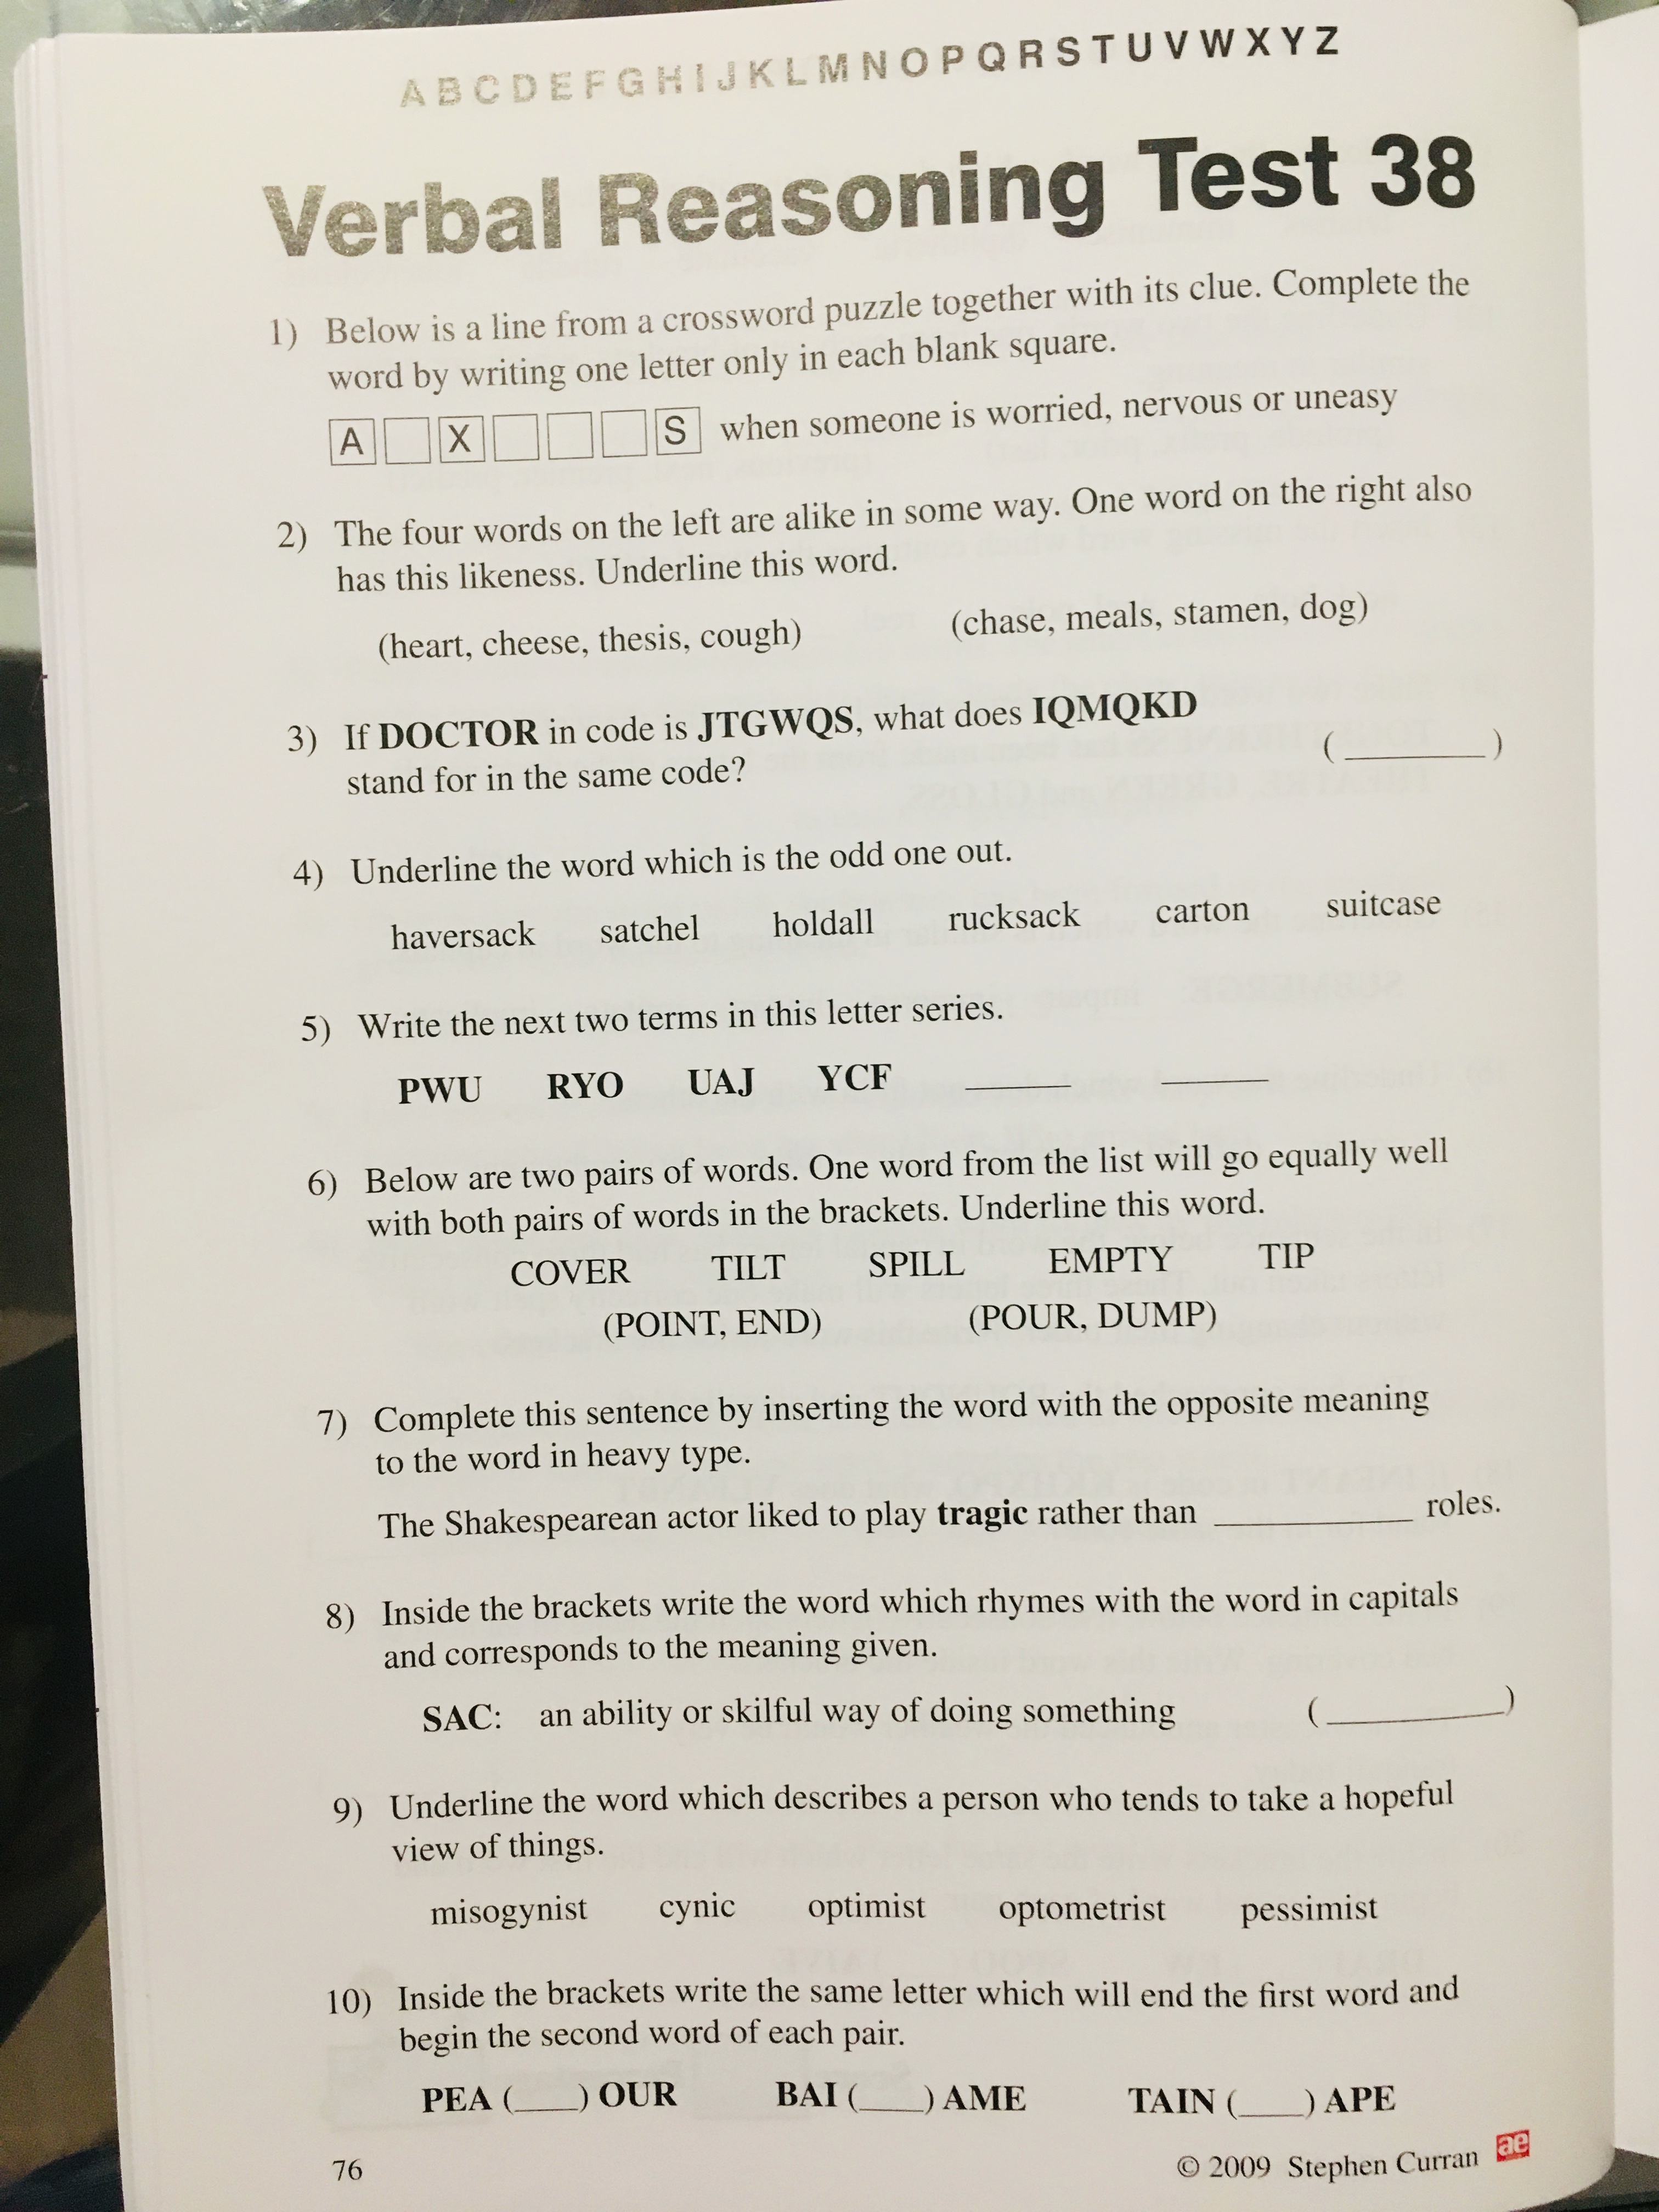 A B C D E F G H I J K L M N O P Q R S T U V W X Y Z
Verbal Reasoning Test 38
1) Below is a line from a crossword puzzle together with its clue. Complete the
word by writing one letter only in each blank square.
A X S when someone is worried, nervous or uneasy
2) The four words on the left are alike in some way. One word on the right also
has this likeness. Underline this word.
(heart, cheese, thesis, cough) (chase, meals, stamen, dog)
3) If DOCTOR in code is JTGWQS, what does IQMQKD
stand for in the same code? (________)
4) Underline the word which is the odd one out.
haversack satchel holdall rucksack carton suitcase
5) Write the next two terms in this letter series.
PWU RYO UAJ YCF ______ ______
6) Below are two pairs of words. One word from the list will go equally well
with both pairs of words in the brackets. Underline this word.
COVER TILT SPILL EMPTY TIP
(POINT, END) (POUR, DUMP)
7) Complete this sentence by inserting the word with the opposite meaning
to the word in heavy type.
The Shakespearean actor liked to play tragic rather than ___________ roles.
8) Inside the brackets write the word which rhymes with the word in capitals
and corresponds to the meaning given.
SAC: an ability or skilful way of doing something (__________)
9) Underline the word which describes a person who tends to take a hopeful
view of things.
misogynist cynic optimist optometrist pessimist
10) Inside the brackets write the same letter which will end the first word and
begin the second word of each pair.
PEA (___) OUR BAI (___) AME TAIN (___) APE
76 © 2009 Stephen Curran ae